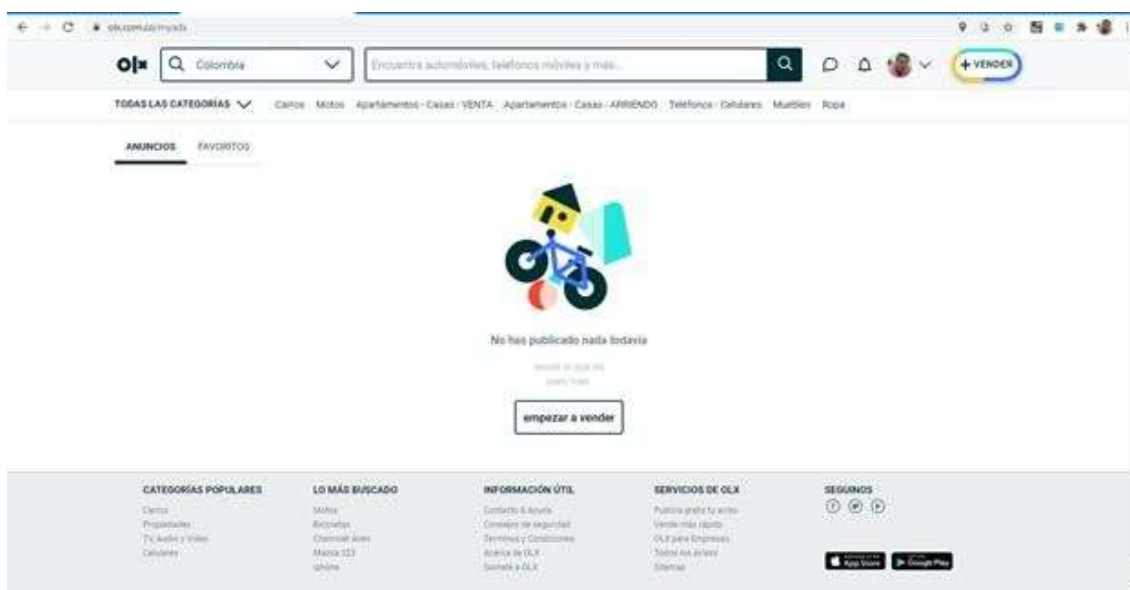 olx.com.co/myads
olx Colombia Encuentra automóviles, teléfonos móviles y más... + VENDER
TODAS LAS CATEGORÍAS Carros Motos Apartamentos - Casas - VENTA Apartamentos - Casas - ARRIENDO Teléfonos - Celulares Muebles Ropa
ANUNCIOS FAVORITOS
No has publicado nada todavía
empezar a vender
CATEGORÍAS POPULARES
Carros
Propiedades
TV, Audio y Video
Celulares
LO MÁS BUSCADO
Motos
Bicicletas
Chevrolet Aveo
Mazda 323
Iphone
INFORMACIÓN ÚTIL
Contacto & Ayuda
Consejos de seguridad
Términos y Condiciones
Acerca de OLX
Sumate a OLX
SERVICIOS DE OLX
Publica gratis tu aviso
Vende más rápido
OLX para Empresas
Todos los avisos
Sitemap
SEGUINOS
App Store Google Play